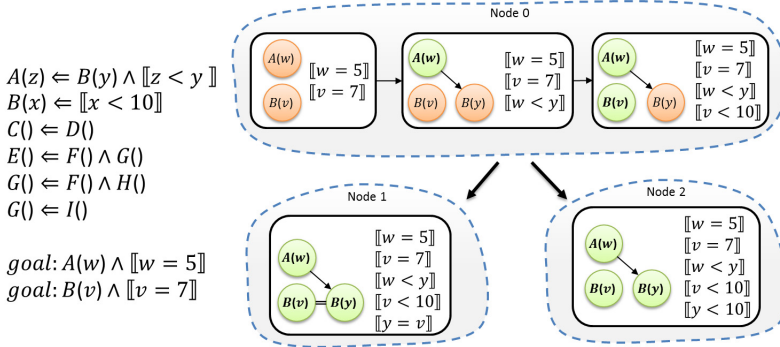 A(z) ⇐ B(y) ∧ ⟦z < y ⟧
B(x) ⇐ ⟦x < 10⟧
C() ⇐ D()
E() ⇐ F() ∧ G()
G() ⇐ F() ∧ H()
G() ⇐ I()
goal: A(w) ∧ ⟦w = 5⟧
goal: B(v) ∧ ⟦v = 7⟧
Node 0
A(w)
B(v)
⟦w = 5⟧
⟦v = 7⟧
A(w)
B(v)
B(y)
⟦w = 5⟧
⟦v = 7⟧
⟦w < y⟧
A(w)
B(v)
B(y)
⟦w = 5⟧
⟦v = 7⟧
⟦w < y⟧
⟦v < 10⟧
Node 1
A(w)
B(v)
B(y)
⟦w = 5⟧
⟦v = 7⟧
⟦w < y⟧
⟦v < 10⟧
⟦y = v⟧
Node 2
A(w)
B(v)
B(y)
⟦w = 5⟧
⟦v = 7⟧
⟦w < y⟧
⟦v < 10⟧
⟦y < 10⟧